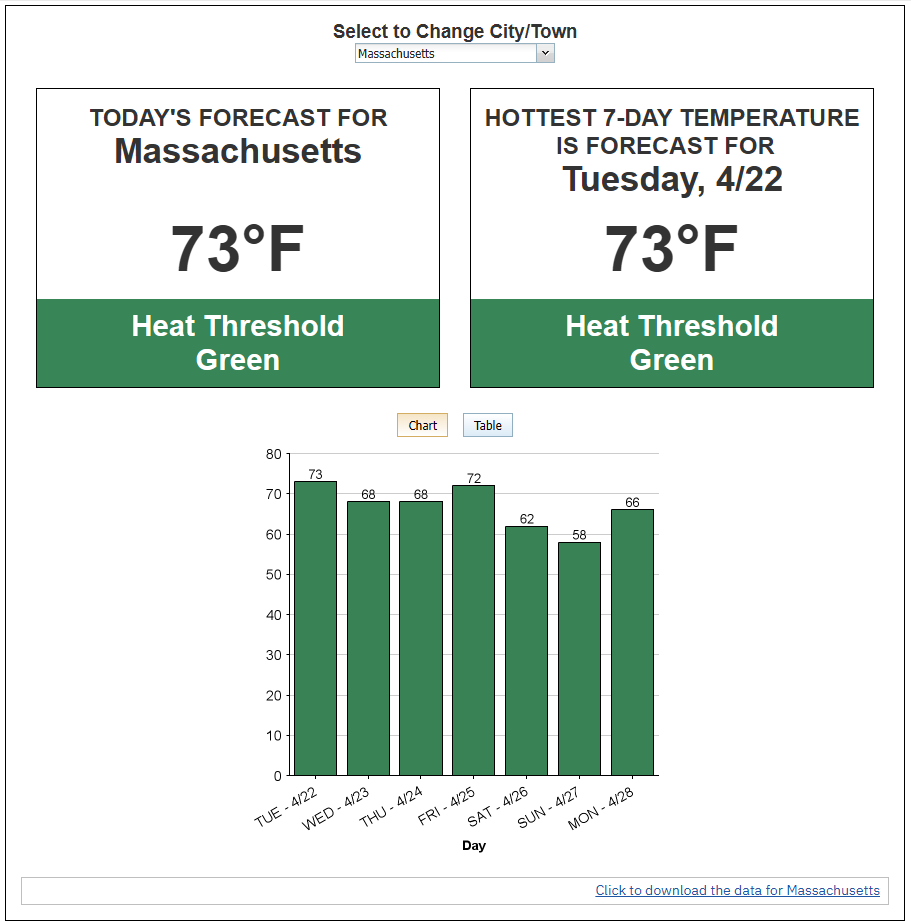 Select to Change City/Town
Massachusetts
TODAY'S FORECAST FOR
Massachusetts
73°F
Heat Threshold
Green
HOTTEST 7-DAY TEMPERATURE
IS FORECAST FOR
Tuesday, 4/22
73°F
Heat Threshold
Green
Chart
Table
80
70
60
50
40
30
20
10
0
73
68
68
72
62
58
66
TUE - 4/22
WED - 4/23
THU - 4/24
FRI - 4/25
SAT - 4/26
SUN - 4/27
MON - 4/28
Day
Click to download the data for Massachusetts